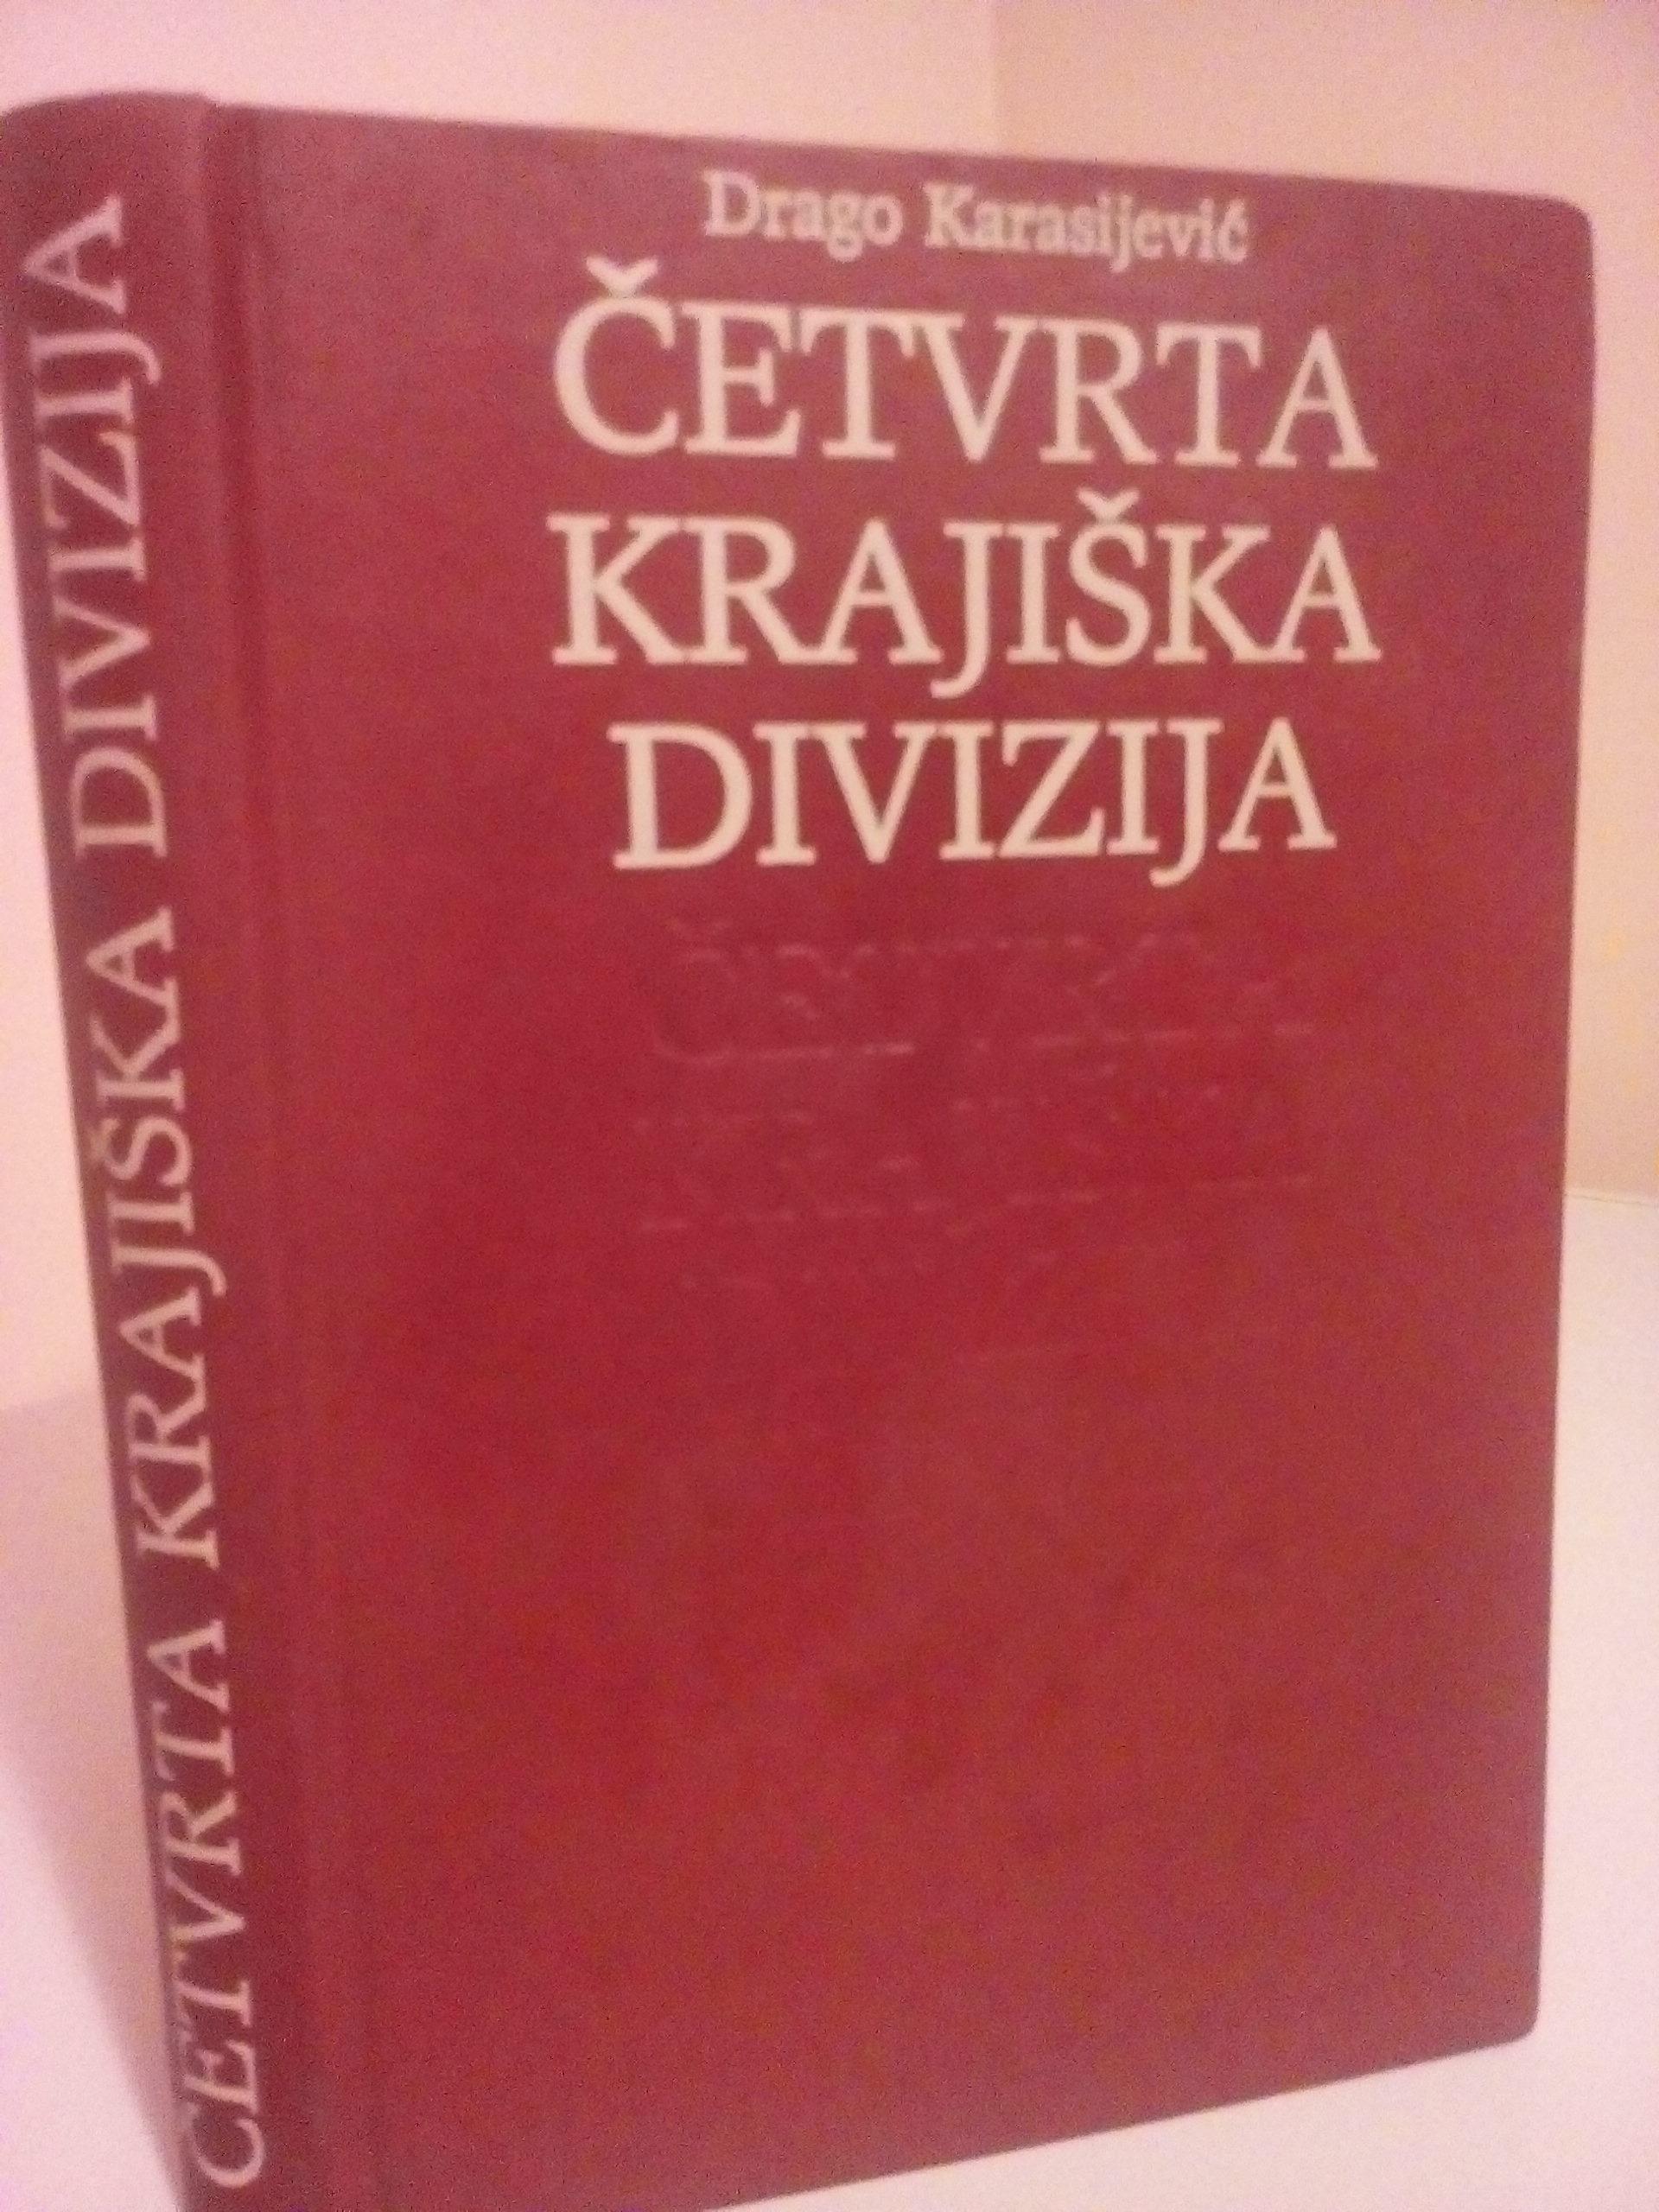 Drago Karasijević
ČETVRTA
KRAJIŠKA
DIVIZIJA
ČETVRTA KRAJIŠKA DIVIZIJA